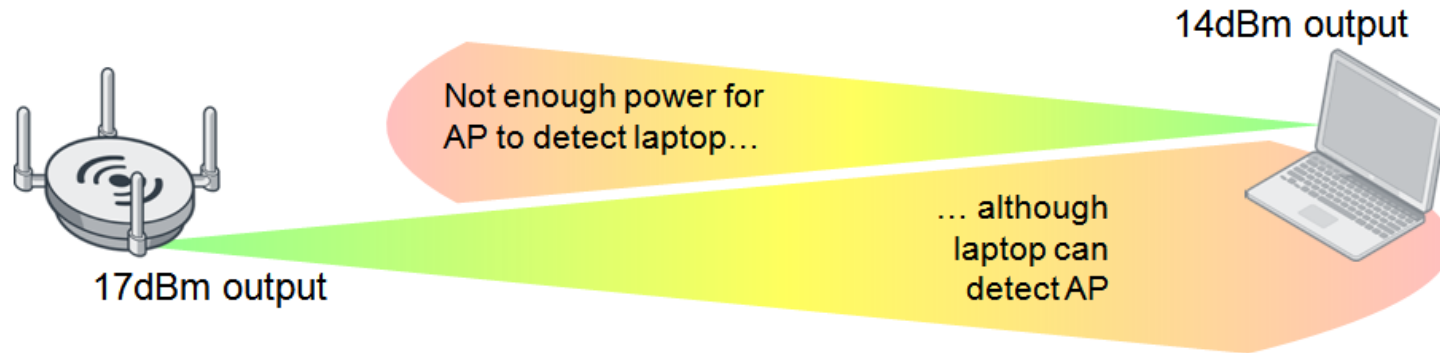 14dBm output
Not enough power for
AP to detect laptop…
… although
laptop can
detect AP
17dBm output